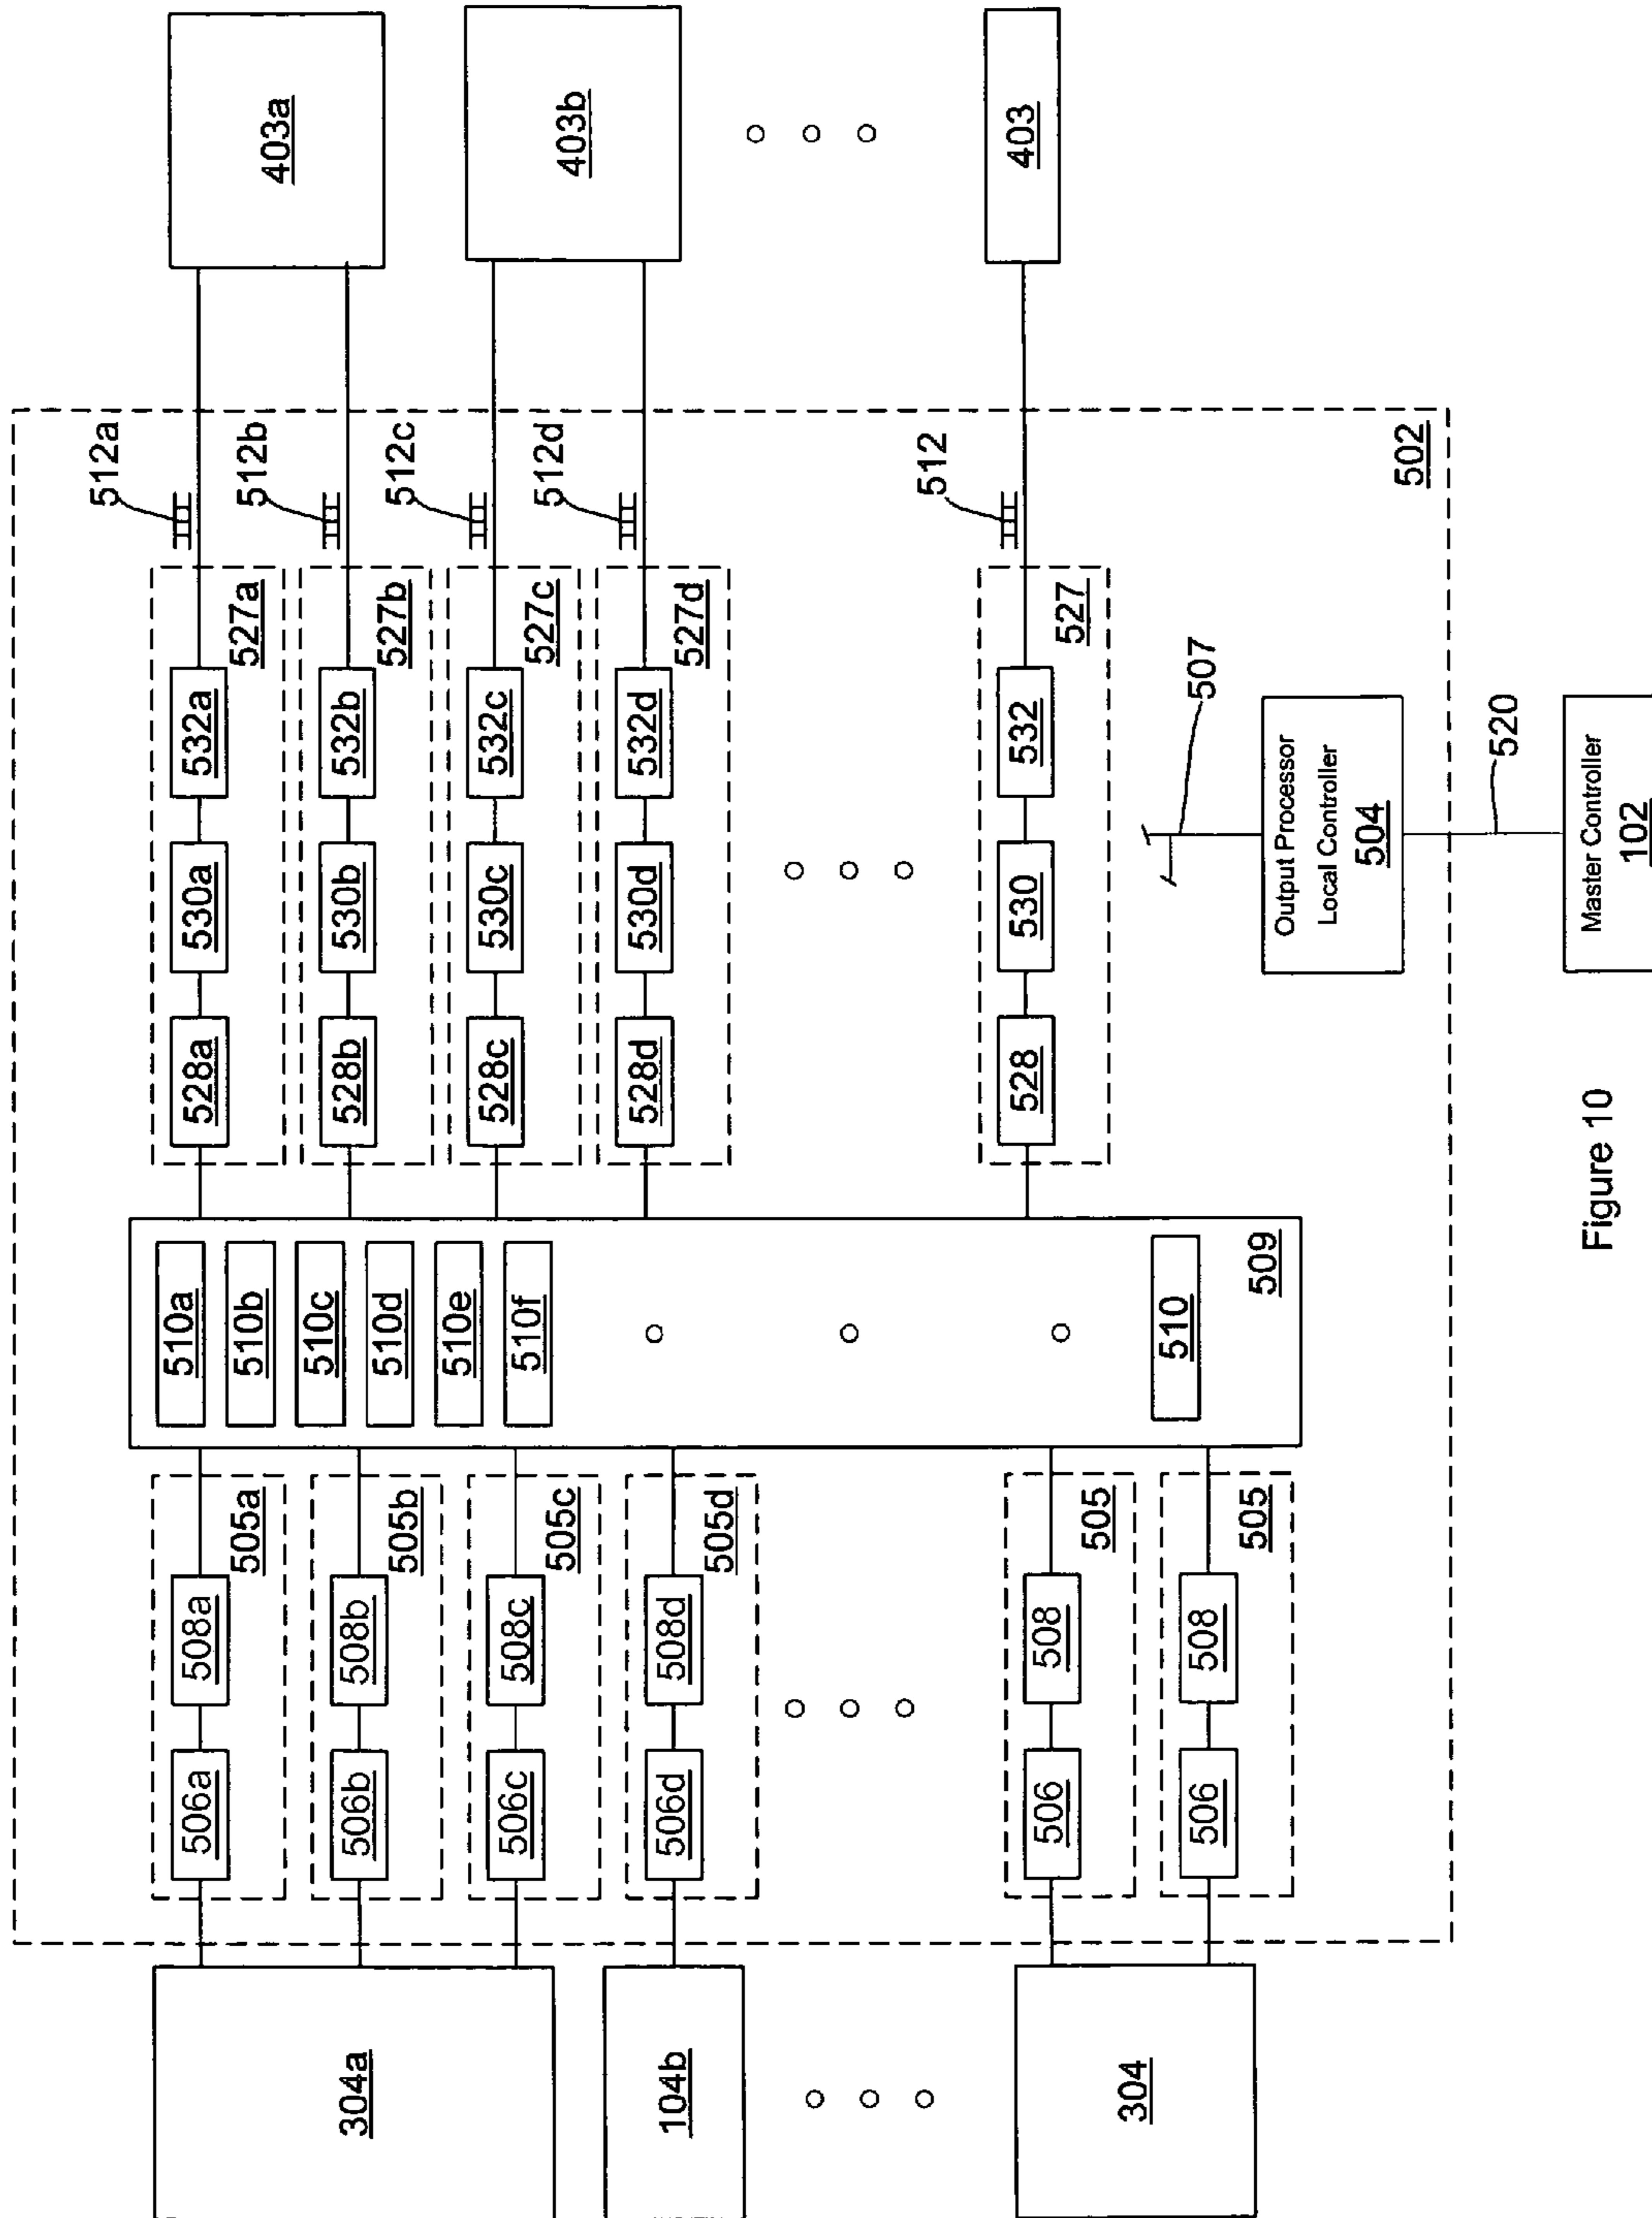 304a
104b
304
506a
508a
505a
506b
508b
505b
506c
508c
505c
506d
508d
505d
506
508
505
506
508
505
510a
510b
510c
510d
510e
510f
510
509
528a
530a
532a
527a
528b
530b
532b
527b
528c
530c
532c
527c
528d
530d
532d
527d
528
530
532
527
512a
512b
512c
512d
512
403a
403b
403
507
Output Processor
Local Controller
504
502
520
Master Controller
102
Figure 10